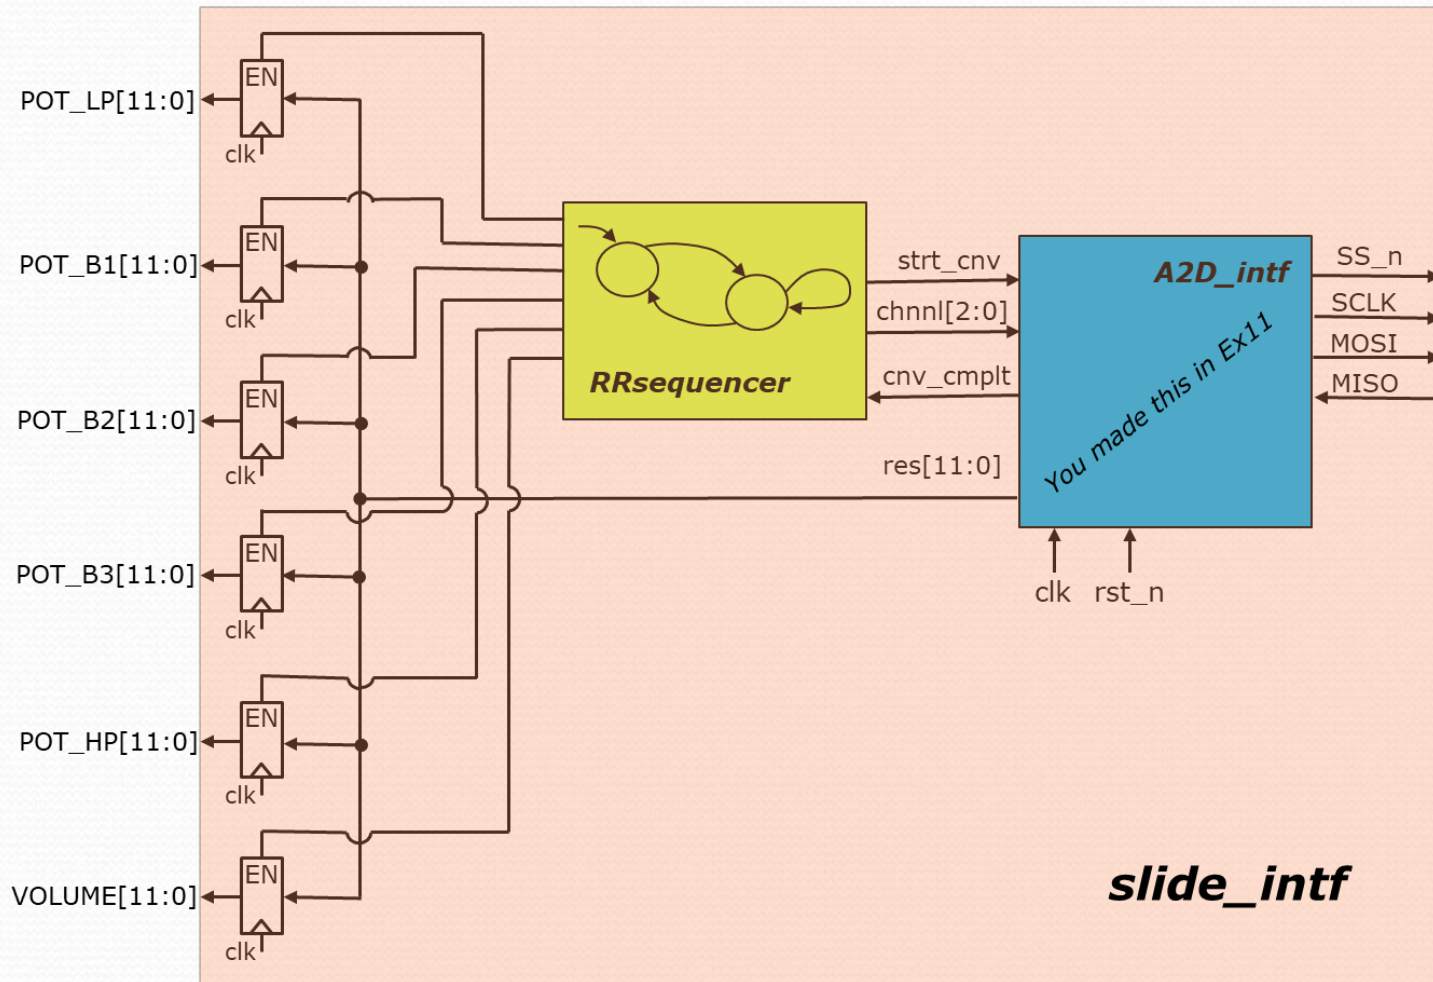 EN
POT_LP[11:0]
clk
EN
POT_B1[11:0]
clk
EN
POT_B2[11:0]
clk
EN
POT_B3[11:0]
clk
EN
POT_HP[11:0]
clk
EN
VOLUME[11:0]
clk
RRsequencer
strt_cnv
chnnl[2:0]
cnv_cmplt
res[11:0]
A2D_intf
You made this in Ex11
SS_n
SCLK
MOSI
MISO
clk
rst_n
slide_intf